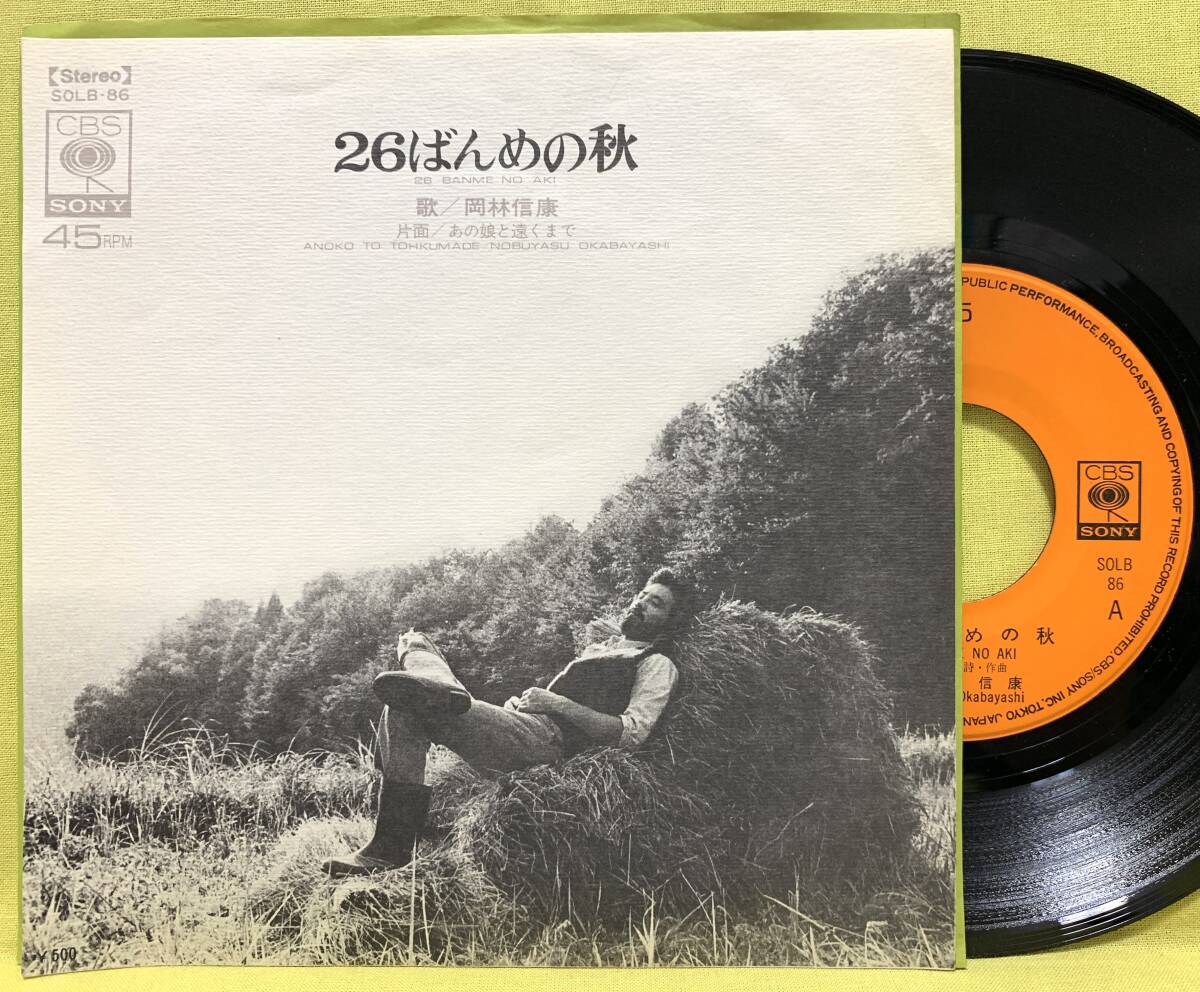 【Stereo】
SOLB-86
CBS
SONY
45RPM
26ばんめの秋
26 BANME NO AKI
歌／岡林信康
片面／あの娘と遠くまで
ANOKO TO TOHKUMADE NOBUYASU OKABAYASHI
¥500
PUBLIC PERFORMANCE, BROADCASTING AND COPYING OF THIS RECORD PROHIBITED. CBS/SONY INC. TOKYO JAPAN
5
CBS
SONY
SOLB
86
A
めの秋
NO AKI
詩・作曲
信康
Okabayashi